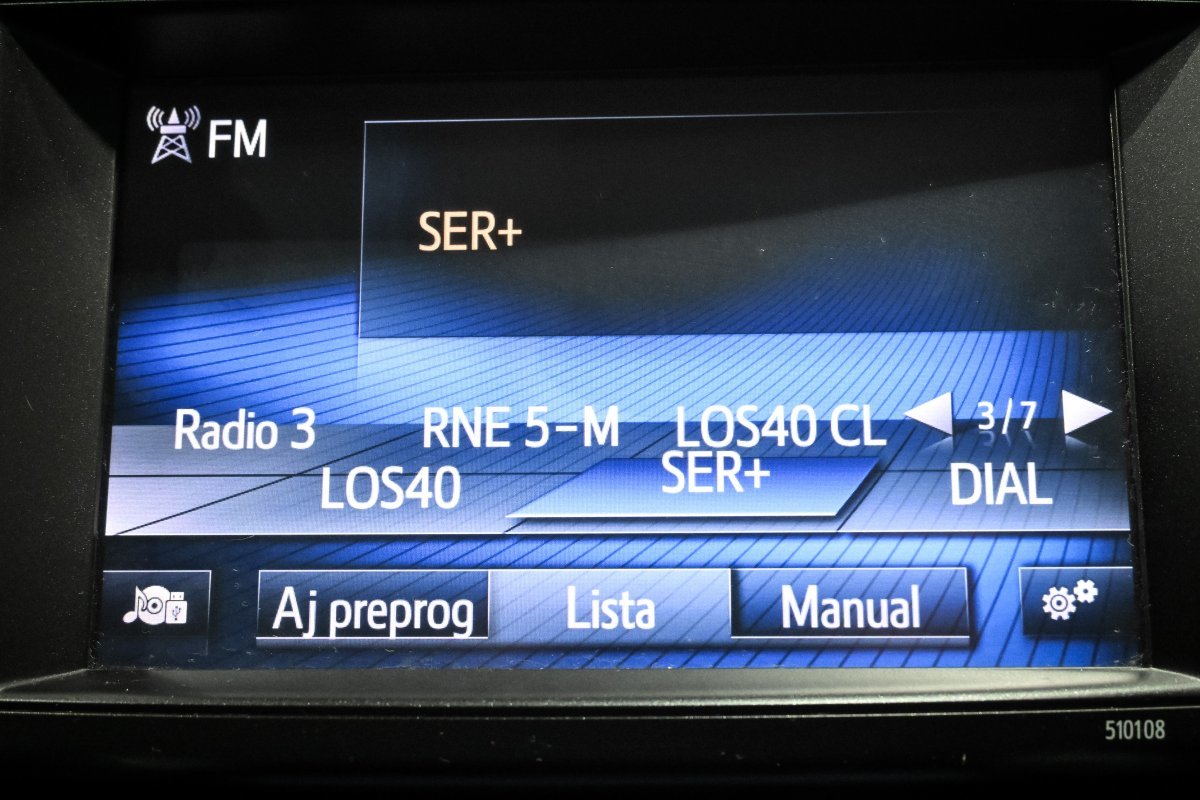 FM
SER+
Radio 3 RNE 5-M LOS40 CL 3/7
LOS40 SER+ DIAL
Aj preprog Lista Manual
510108